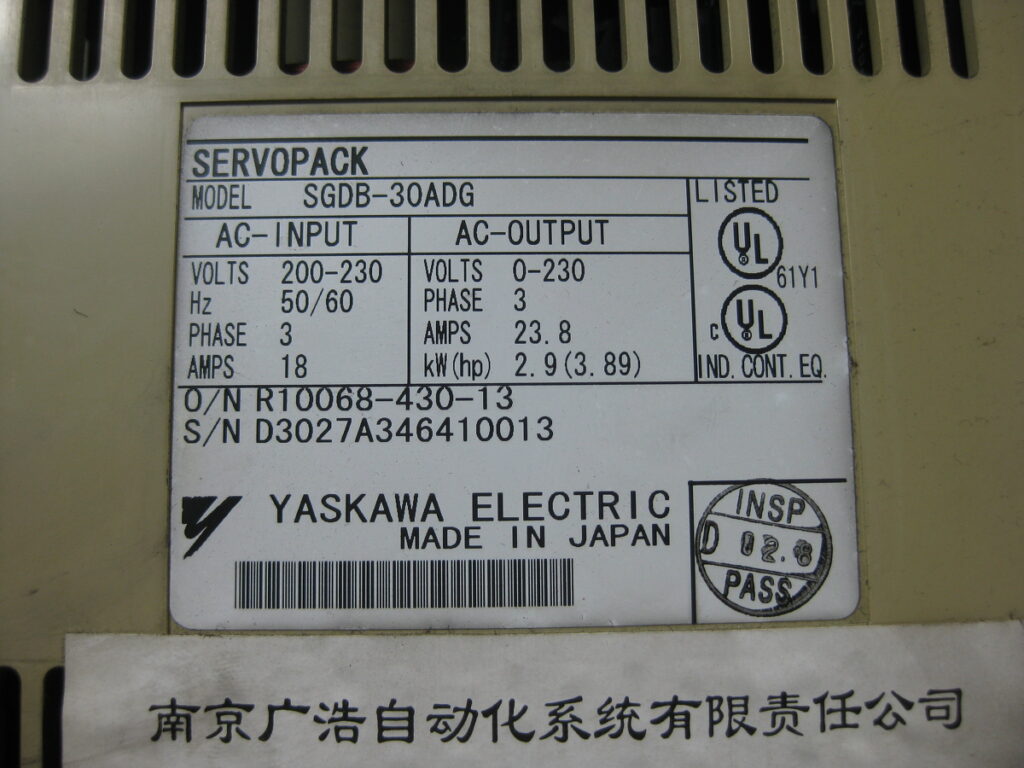 SERVOPACK
MODEL SGDB-30ADG
LISTED
AC-INPUT AC-OUTPUT
VOLTS 200-230 VOLTS 0-230
Hz 50/60 PHASE 3
PHASE 3 AMPS 23.8
AMPS 18 kW(hp) 2.9(3.89)
UL
61Y1
c UL
IND. CONT. EQ.
O/N R10068-430-13
S/N D3027A346410013
YASKAWA ELECTRIC
MADE IN JAPAN
INSP
D 02.8
PASS
南京广浩自动化系统有限责任公司